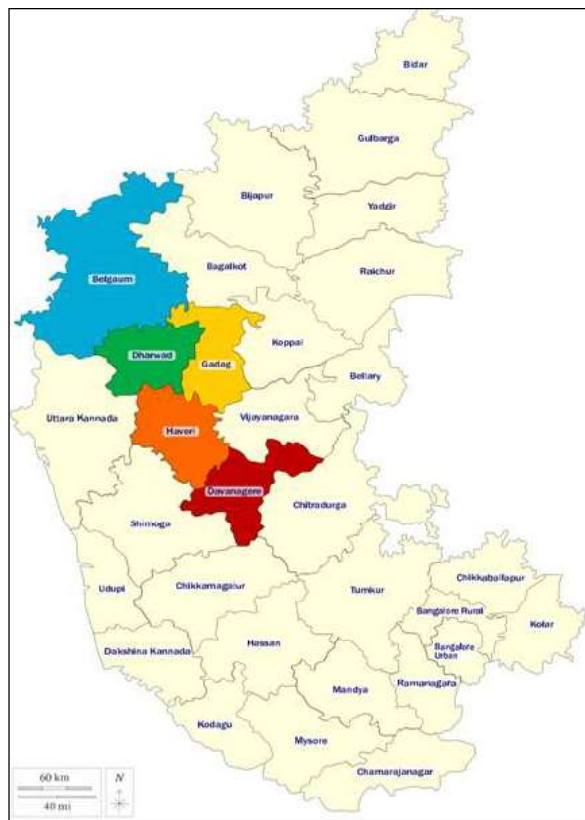 Bidar
Gulbarga
Bijapur
Yadgir
Bagalkot
Raichur
Belgaum
Koppal
Dharwad
Gadag
Bellary
Uttara Kannada
Vijayanagara
Haveri
Davanagere
Chitradurga
Shimoga
Udupi
Chikkamagalur
Tumkur
Chikkaballapur
Bangalore Rural
Kolar
Dakshina Kannada
Hassan
Bangalore
Urban
Mandya
Ramanagara
Kodagu
Mysore
Chamarajanagar
60 km
40 mi
N